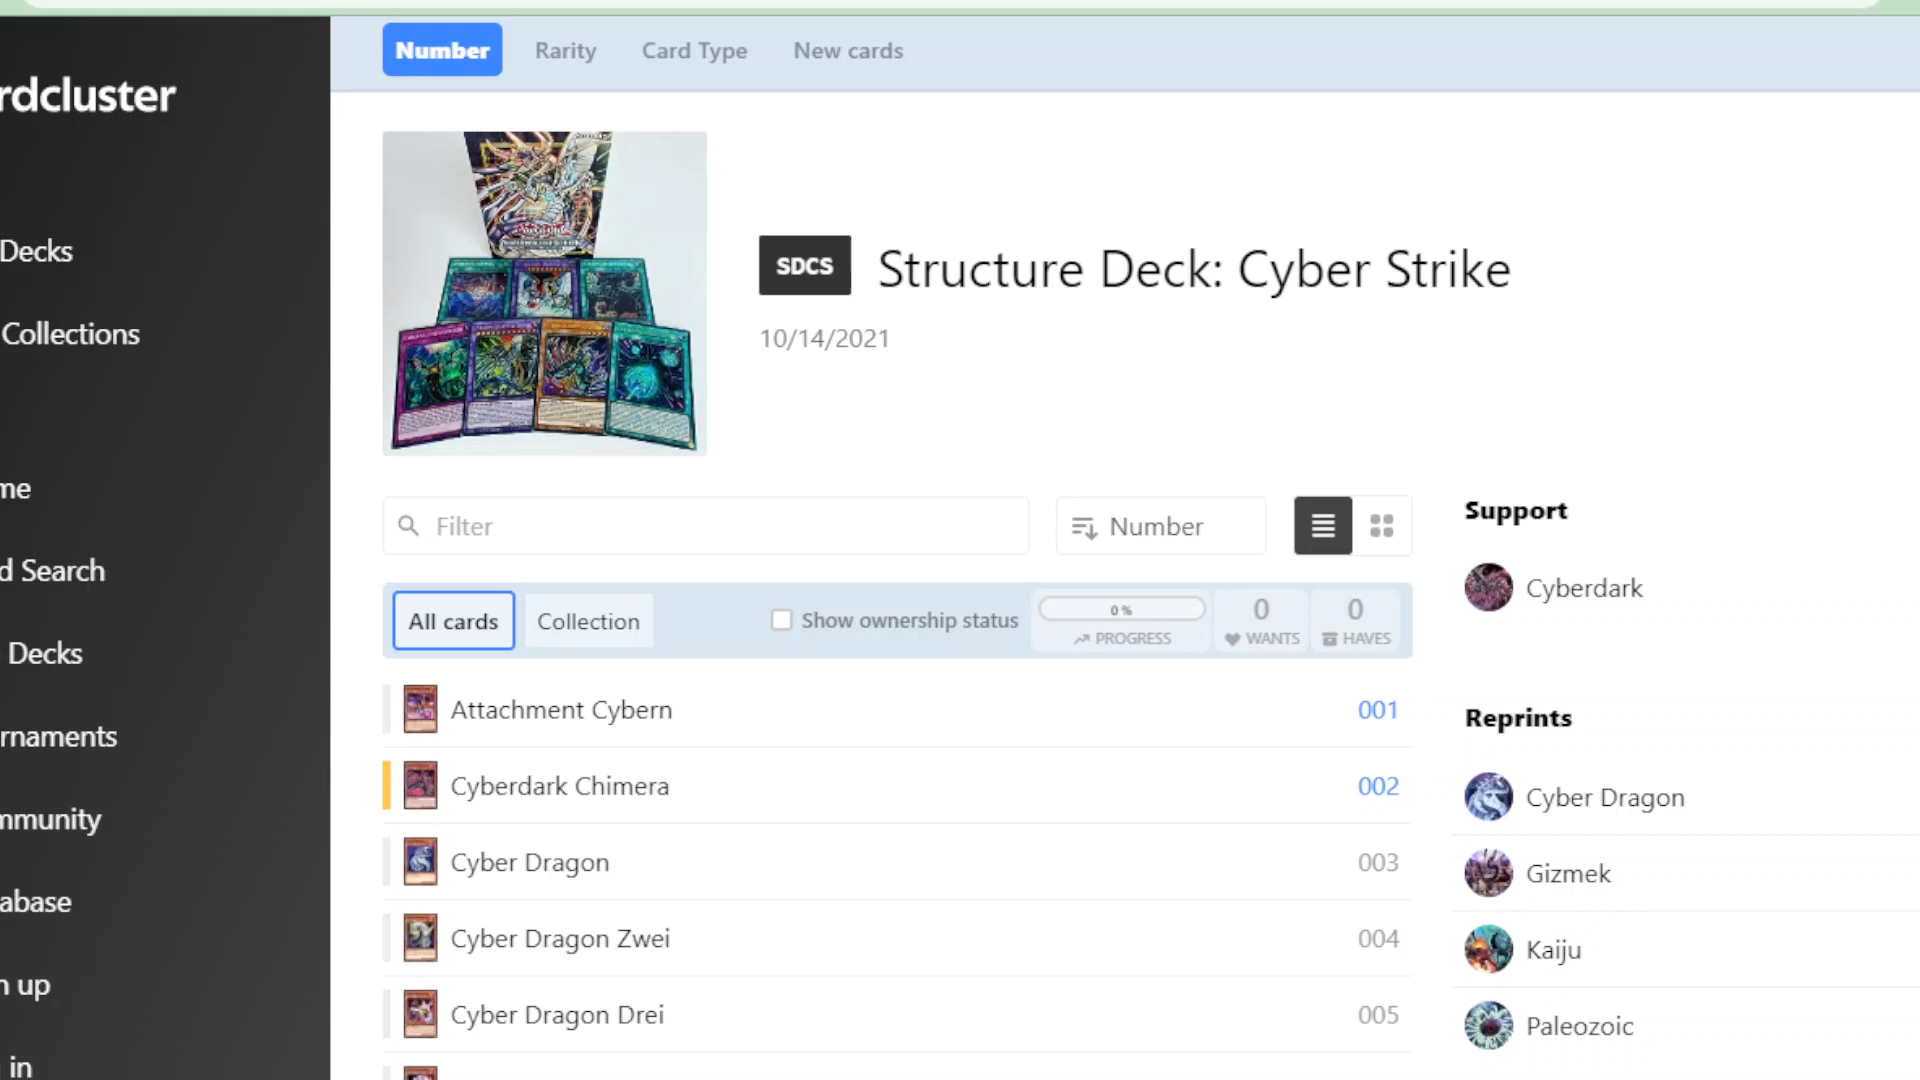 Number Rarity Card Type New cards
rdcluster
Decks
Collections
me
d Search
Decks
rnaments
mmunity
abase
n up
in
SDCS Structure Deck: Cyber Strike
10/14/2021
Filter
Number
All cards Collection Show ownership status
0 % PROGRESS
0 WANTS
0 HAVES
Attachment Cybern 001
Cyberdark Chimera 002
Cyber Dragon 003
Cyber Dragon Zwei 004
Cyber Dragon Drei 005
Support
Cyberdark
Reprints
Cyber Dragon
Gizmek
Kaiju
Paleozoic